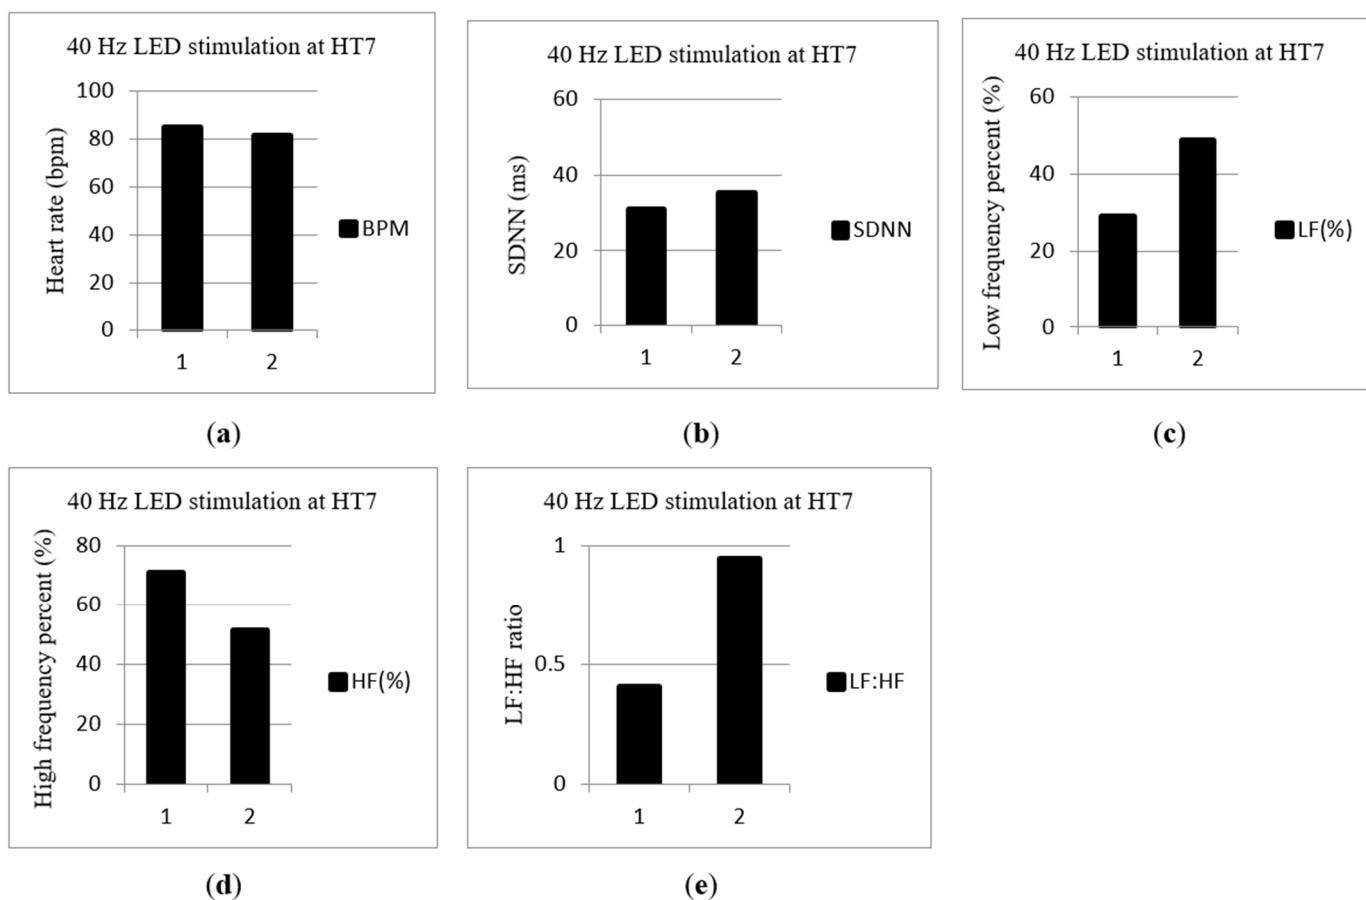 40 Hz LED stimulation at HT7
Heart rate (bpm)
100
80
60
40
20
0
1 2
BPM
(a)
40 Hz LED stimulation at HT7
SDNN (ms)
60
40
20
0
1 2
SDNN
(b)
40 Hz LED stimulation at HT7
Low frequency percent (%)
60
40
20
0
1 2
LF(%)
(c)
40 Hz LED stimulation at HT7
High frequency percent (%)
80
60
40
20
0
1 2
HF(%)
(d)
40 Hz LED stimulation at HT7
LF:HF ratio
1
0.5
0
1 2
LF:HF
(e)